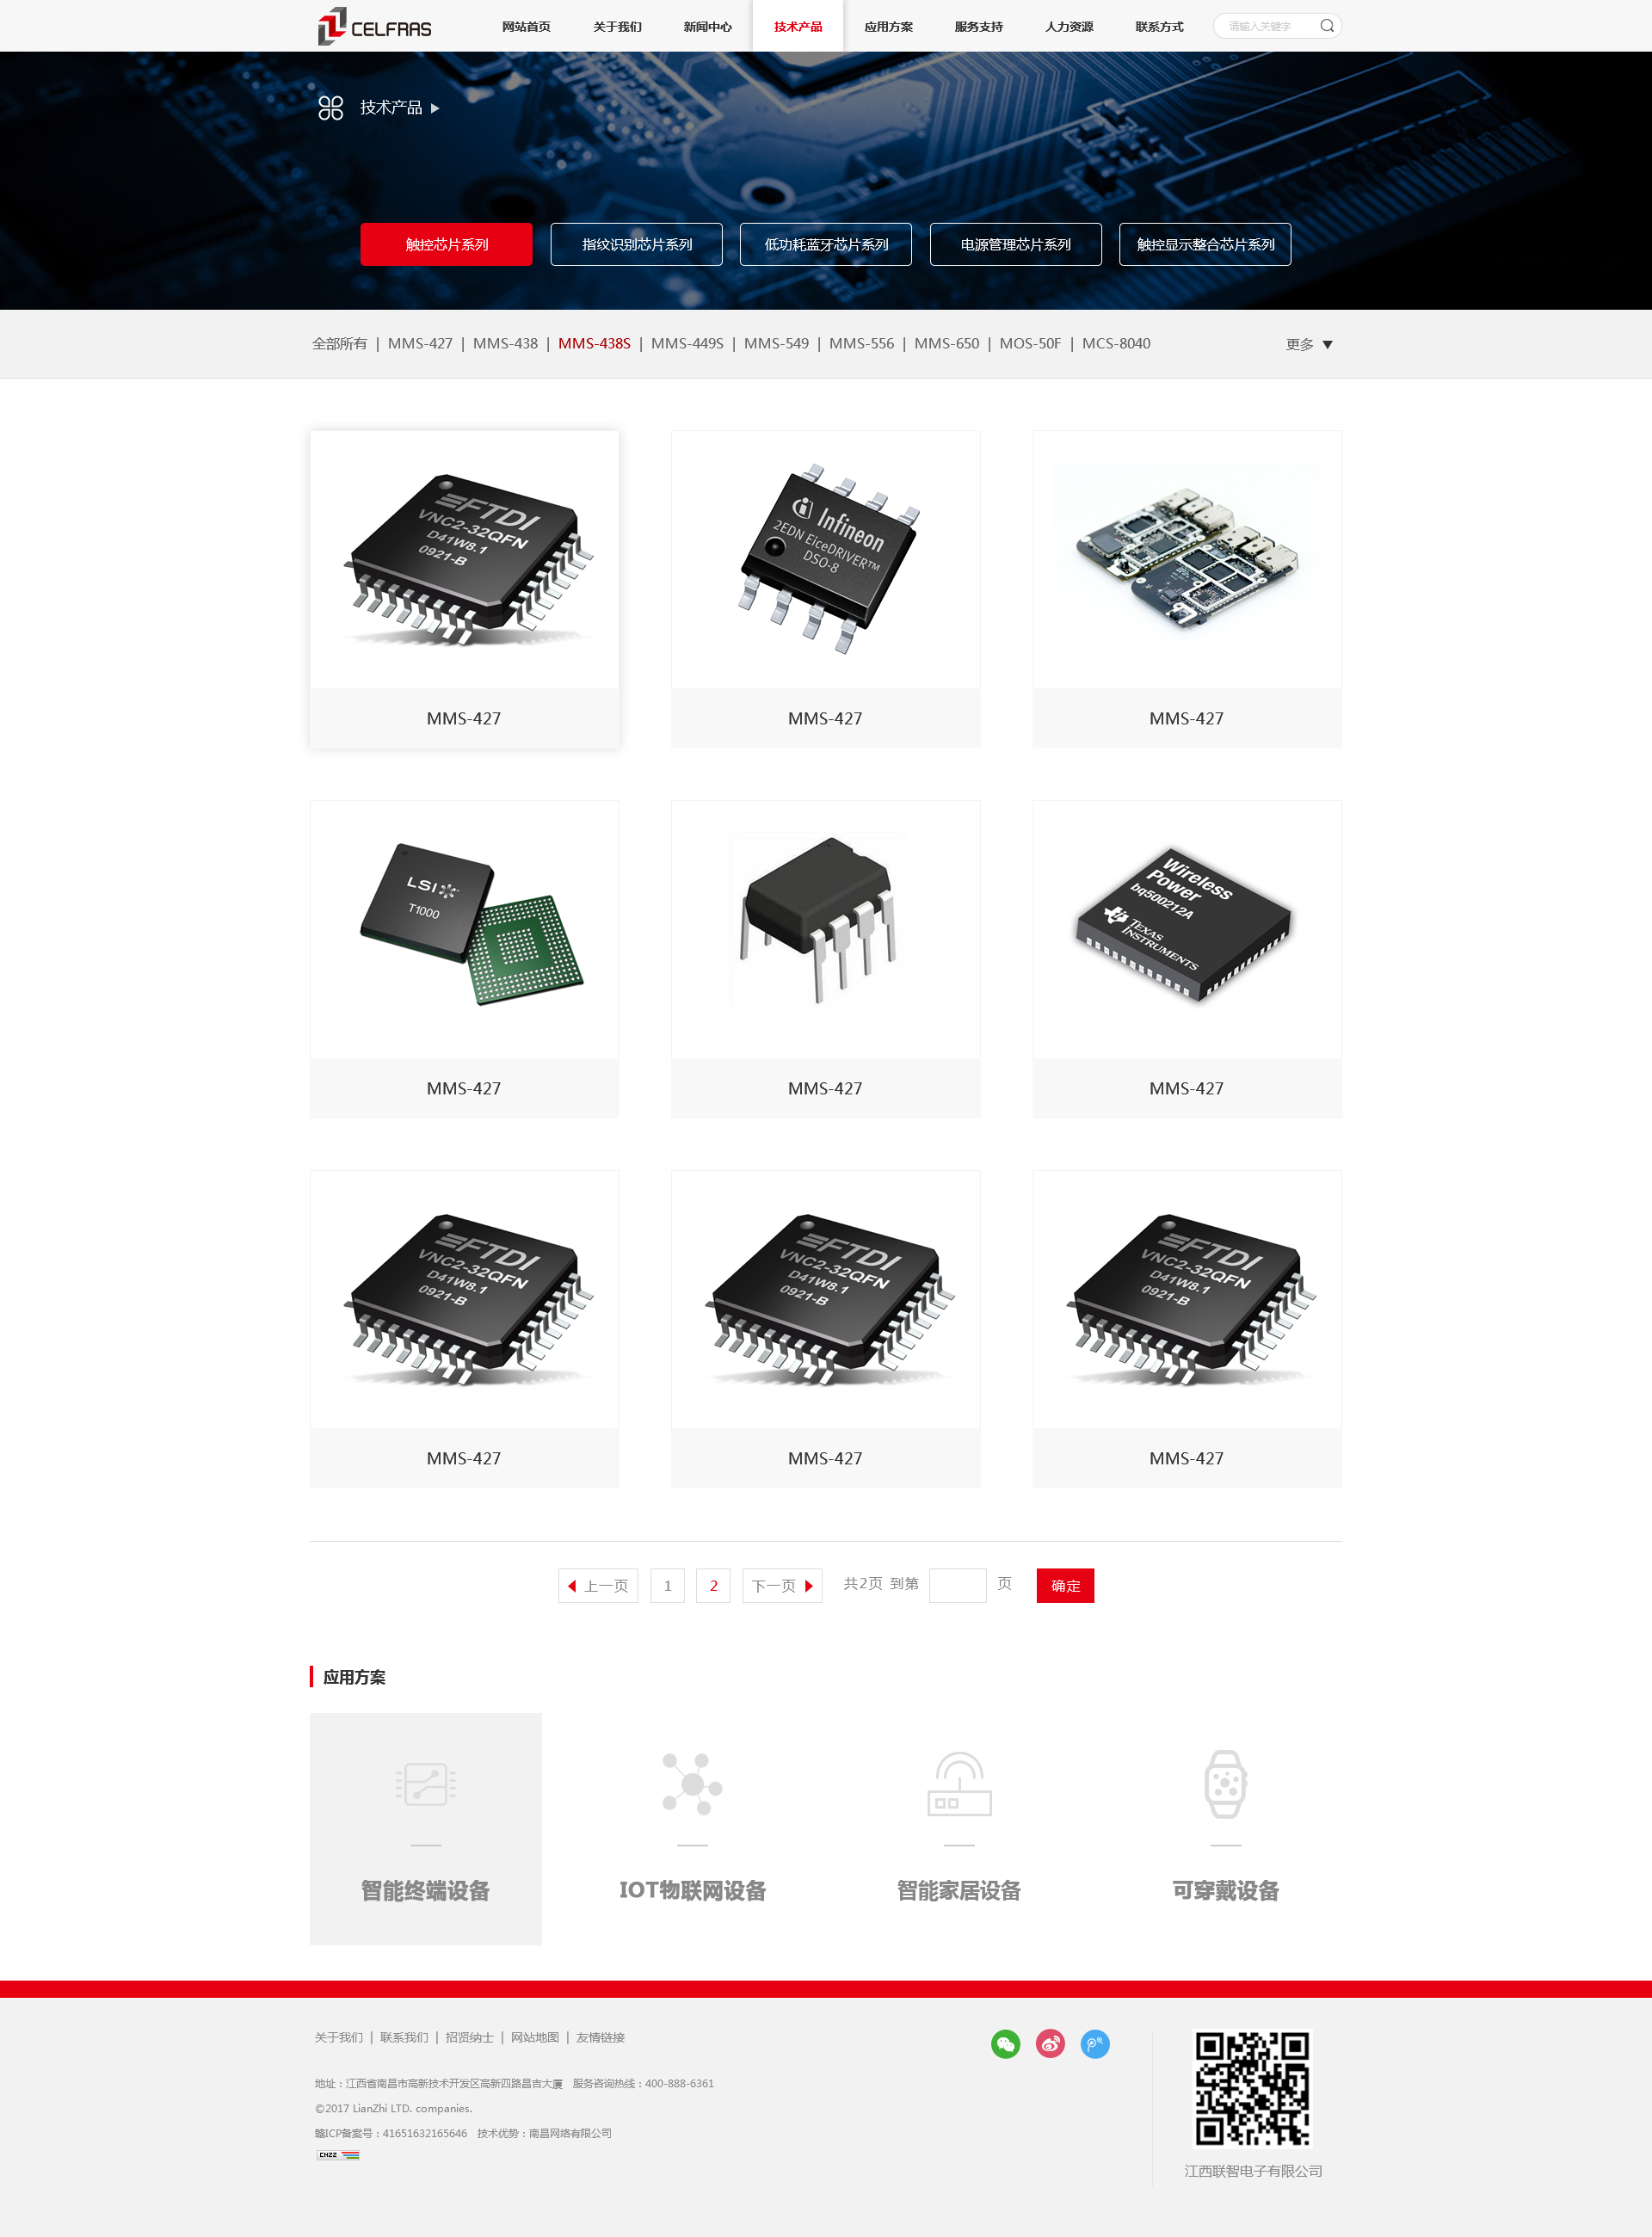 CELFRAS 网站首页 关于我们 新闻中心 技术产品 应用方案 服务支持 人力资源 联系方式 请输入关键字
技术产品
触控芯片系列 指纹识别芯片系列 低功耗蓝牙芯片系列 电源管理芯片系列 触控显示整合芯片系列
全部所有 | MMS-427 | MMS-438 | MMS-438S | MMS-449S | MMS-549 | MMS-556 | MMS-650 | MOS-50F | MCS-8040 更多
FTDI
VNC2-32QFN
D41W8.1
0921-B
Infineon
2EDN EiceDRIVER™
DSO-8
MMS-427 MMS-427 MMS-427
LSI
T1000
Wireless
Power
bq500212A
TEXAS
INSTRUMENTS
MMS-427 MMS-427 MMS-427
FTDI
VNC2-32QFN
D41W8.1
0921-B
FTDI
VNC2-32QFN
D41W8.1
0921-B
FTDI
VNC2-32QFN
D41W8.1
0921-B
MMS-427 MMS-427 MMS-427
上一页 1 2 下一页 共2页 到第 页 确定
应用方案
智能终端设备 IOT物联网设备 智能家居设备 可穿戴设备
关于我们 | 联系我们 | 招贤纳士 | 网站地图 | 友情链接
地址：江西省南昌市高新技术开发区高新四路昌吉大厦 服务咨询热线：400-888-6361
©2017 LianZhi LTD. companies.
赣ICP备案号：41651632165646 技术优势：南昌网络有限公司
CNZZ
江西联智电子有限公司